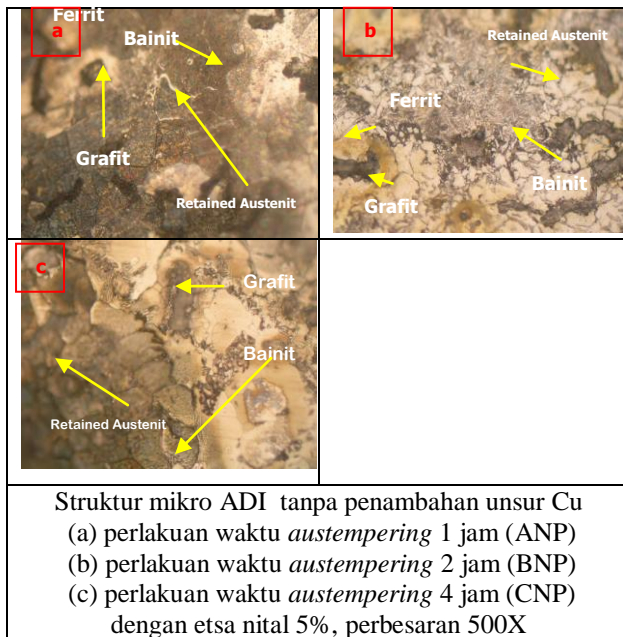 Ferrit
a
Bainit
Grafit
Retained Austenit
b
Retained Austenit
Ferrit
Bainit
Grafit
c
Grafit
Bainit
Retained Austenit
Struktur mikro ADI tanpa penambahan unsur Cu
(a) perlakuan waktu austempering 1 jam (ANP)
(b) perlakuan waktu austempering 2 jam (BNP)
(c) perlakuan waktu austempering 4 jam (CNP)
dengan etsa nital 5%, perbesaran 500X